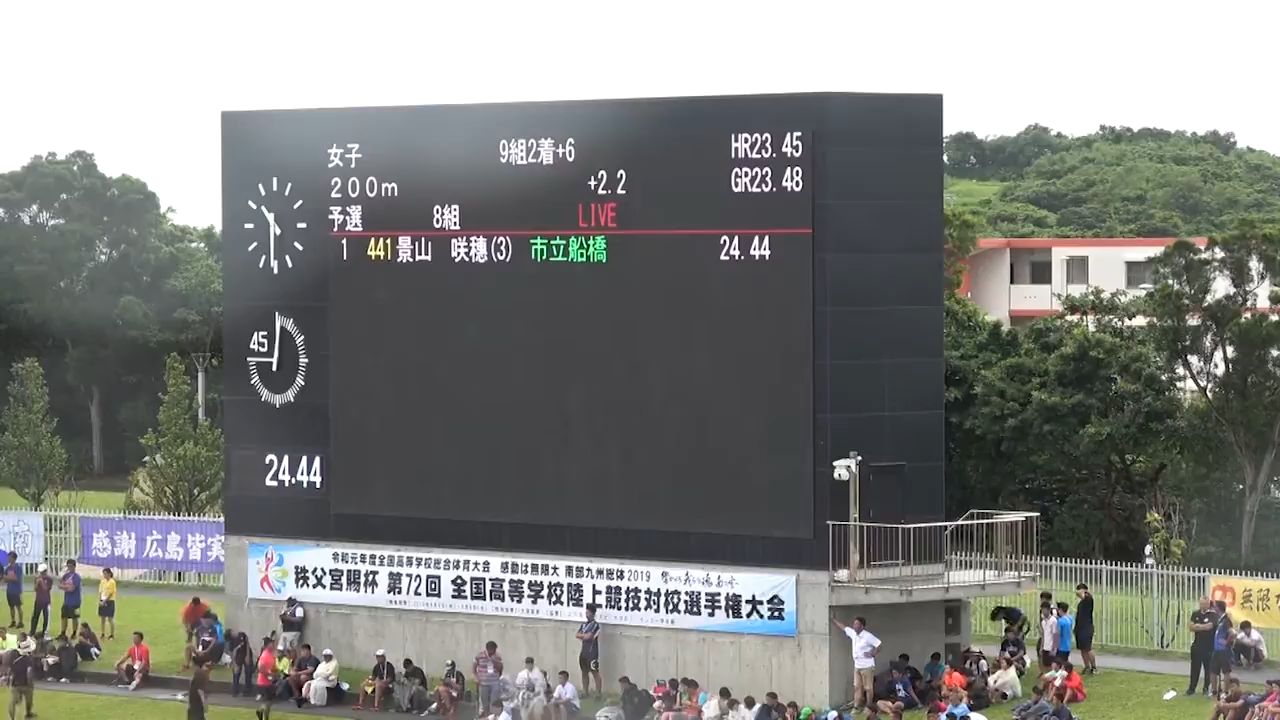 女子 9組2着+6 HR23.45
200m +2.2 GR23.48
予選 8組 LIVE
1 441 景山 咲穂(3) 市立船橋 24.44
45
24.44
感謝 広島皆実
令和元年度全国高等学校総合体育大会 感動は無限大 南部九州総体2019
秩父宮賜杯 第72回 全国高等学校陸上競技対校選手権大会
無限